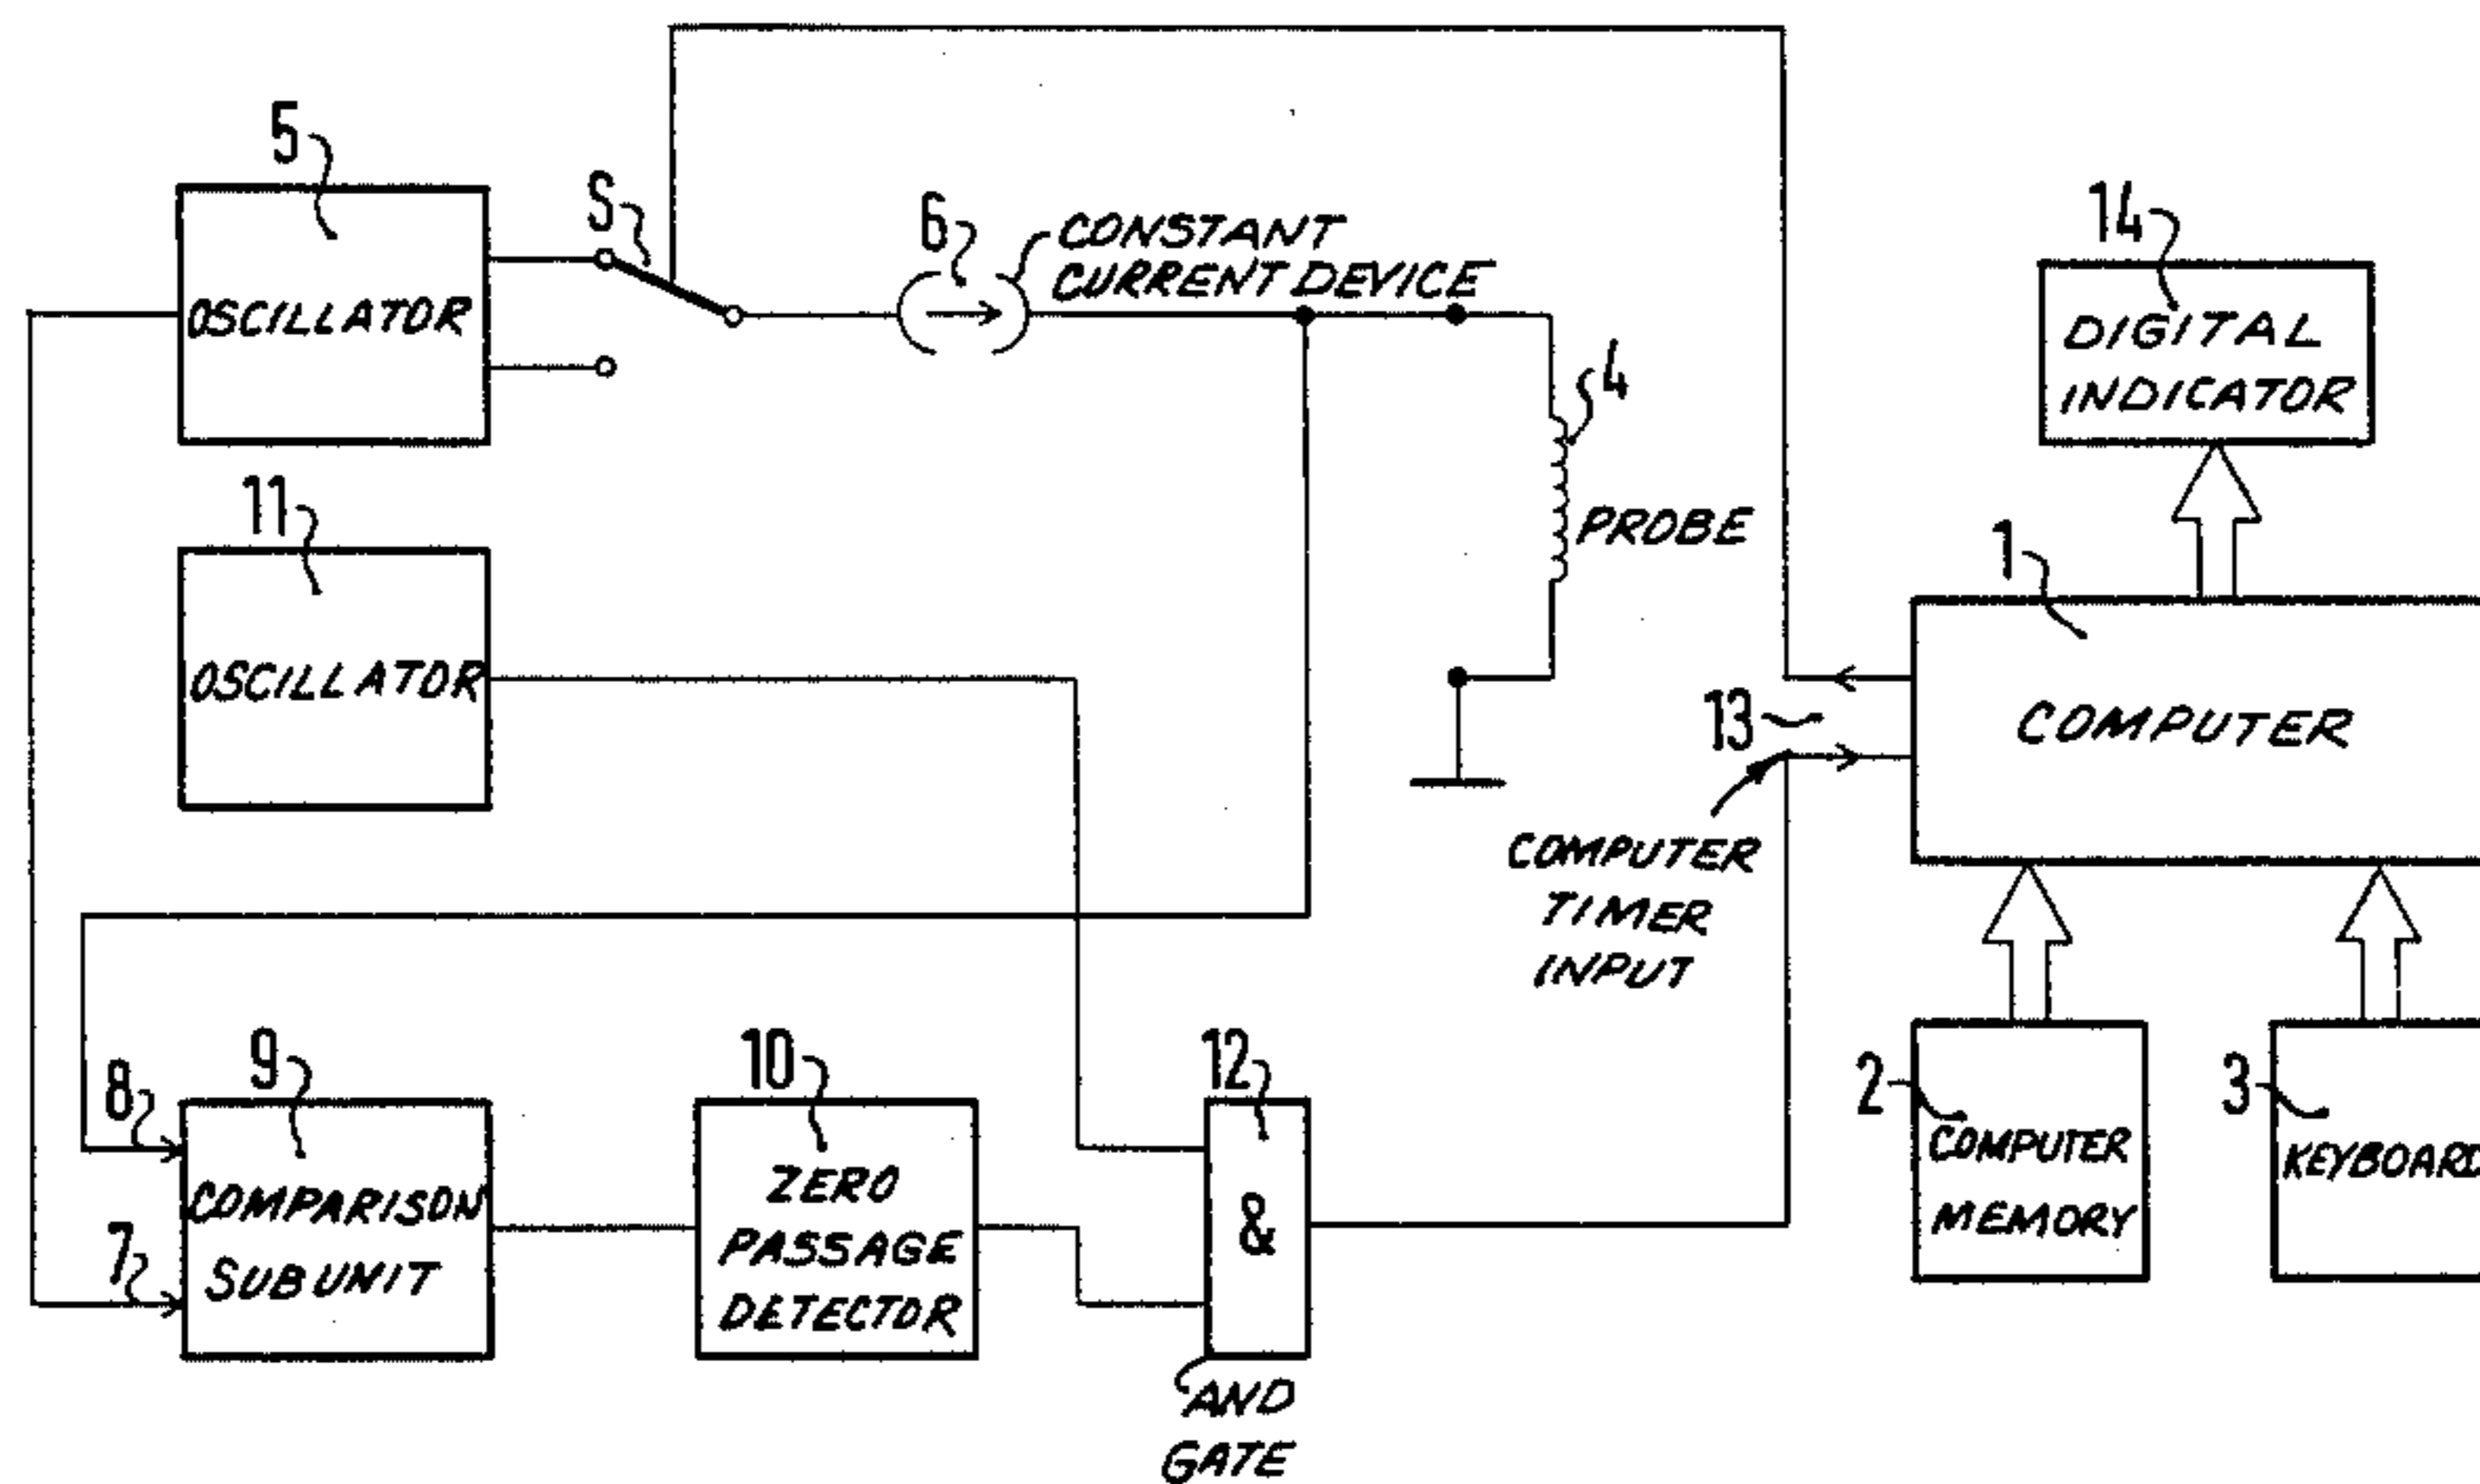 5
OSCILLATOR
S
6
CONSTANT
CURRENT DEVICE
4
PROBE
14
DIGITAL
INDICATOR
11
OSCILLATOR
1
COMPUTER
13
COMPUTER
TIMER
INPUT
8
7
9
COMPARISON
SUBUNIT
10
ZERO
PASSAGE
DETECTOR
12
&
AND
GATE
2
COMPUTER
MEMORY
3
KEYBOARD